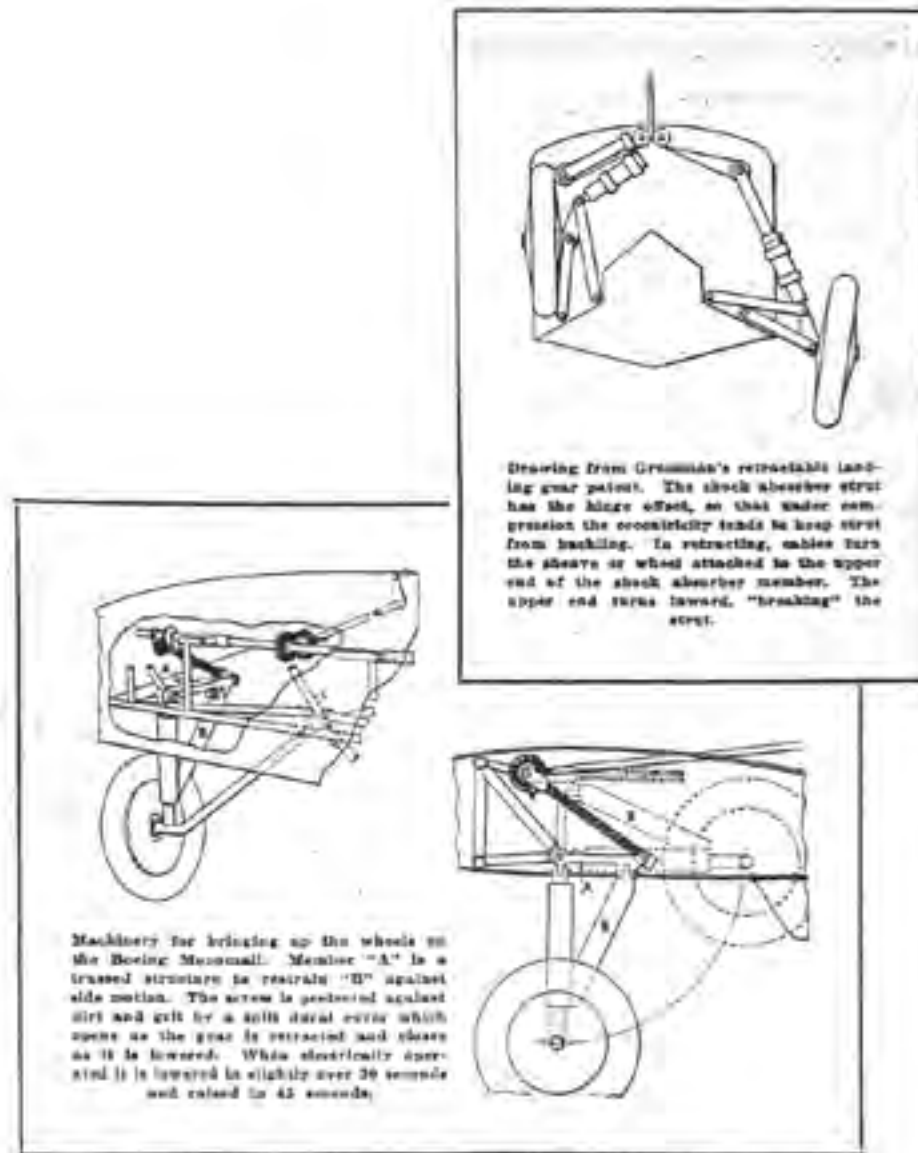 Drawing from Grumman's retractable land-
ing gear patent. The shock absorber strut
has the hinge offset, so that under com-
pression the eccentricity tends to keep strut
from buckling. In retracting, cables turn
the sheave or wheel attached to the upper
end of the shock absorber member. The
upper end turns inward, "breaking" the
strut.
A
B
C
A
B
B
Machinery for bringing up the wheels on
the Boeing Monomail. Member "A" is a
trussed structure to restrain "B" against
side motion. The screw is protected against
dirt and grit by a split dural cover which
opens as the gear is retracted and closes
as it is lowered. When electrically oper-
ated it is lowered in slightly over 30 seconds
and raised in 45 seconds.